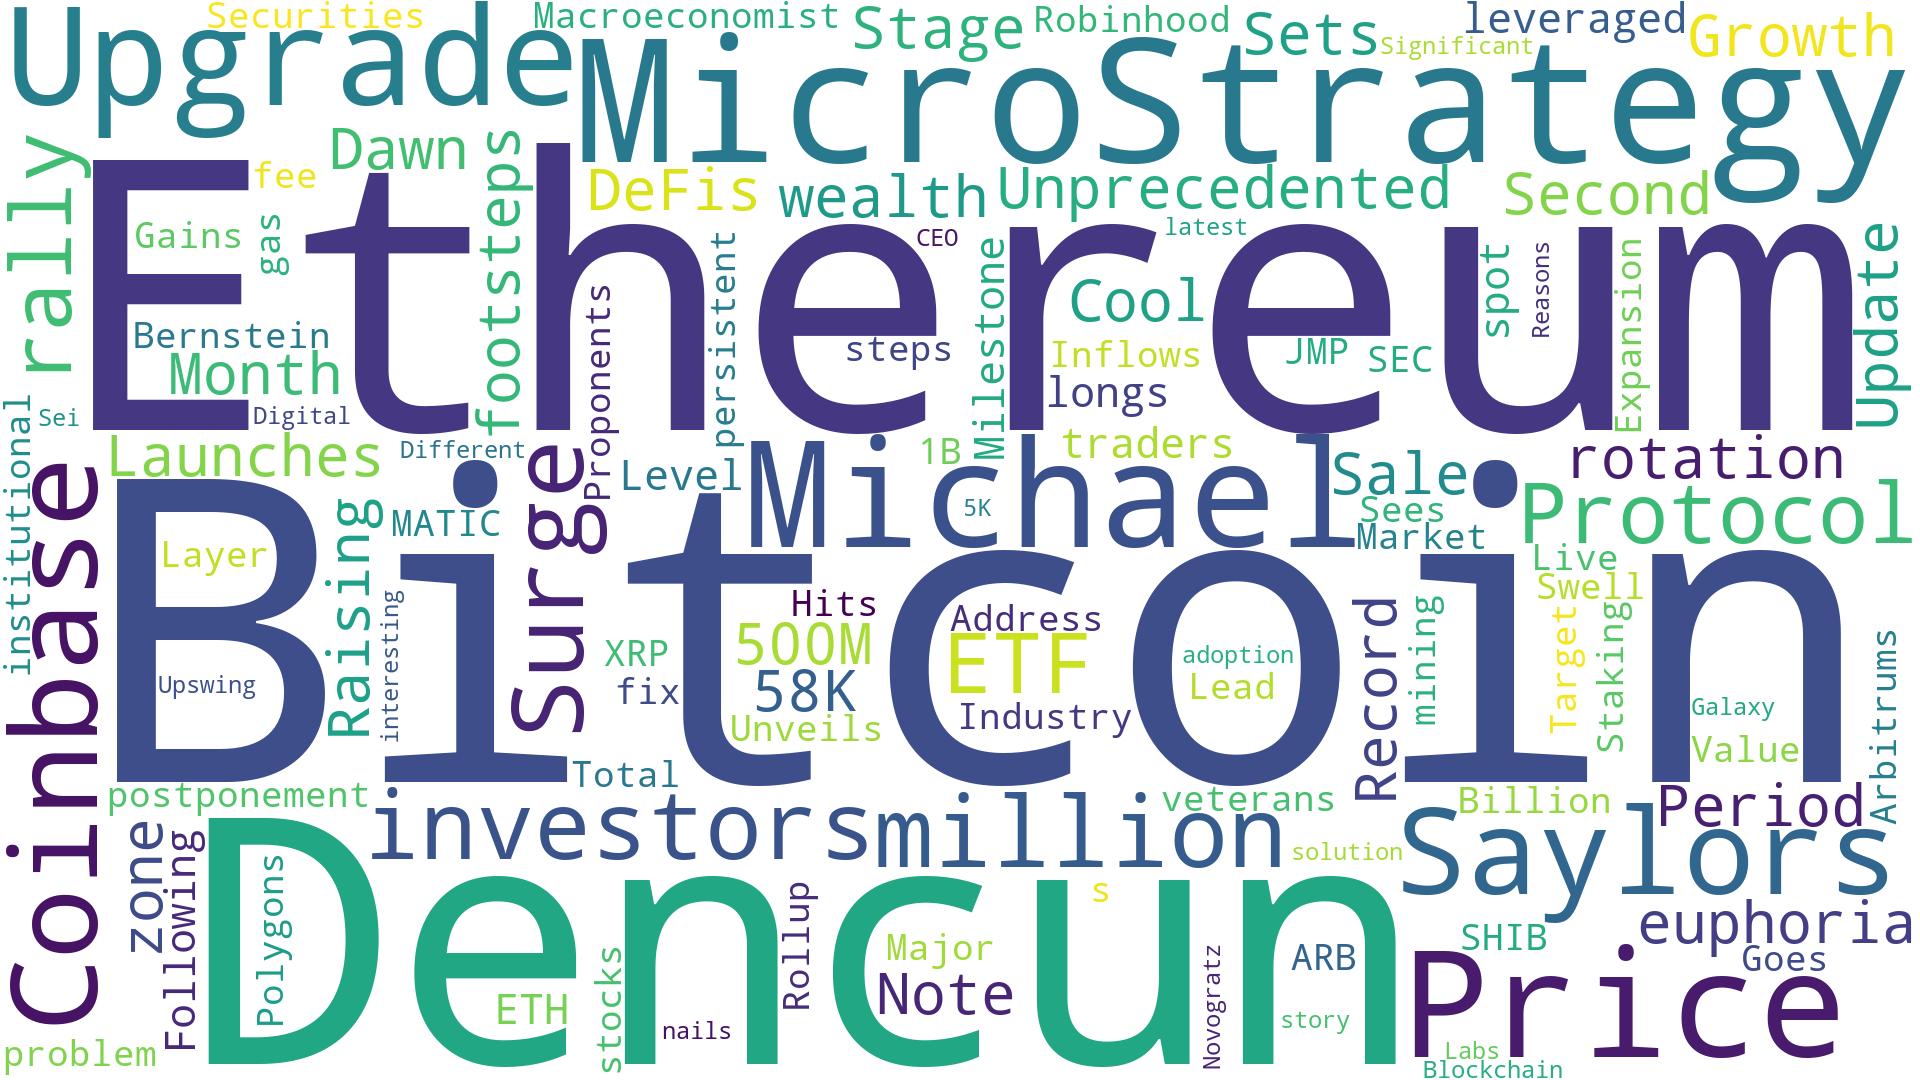 Securities
Upgrade
Macroeconomist
Stage
Robinhood
Sets
Significant
leveraged
Growth
MicroStrategy
rally
Dawn
footsteps
fee
DeFis
wealth
Unprecedented
Second
Ethereum
Gains
gas
CEO
latest
persistent
Milestone
Cool
spot
Reasons
Expansion
Update
Bernstein
Month
Proponents
steps
Inflows
JMP
SEC
longs
Sei
Digital
institutional
Launches
Different
Level
Michael
1B
traders
Sale
rotation
Coinbase
Bitcoin
Surge
Raising
MATIC
5K
Sees
Market
Protocol
Layer
Live
Swell
interesting
Hits
Address
500M
ETF
XRP
fix
58K
Unveils
Industry
adoption
Lead
Record
mining
Target
Staking
Upswing
Galaxy
Value
Arbitrums
Total
postponement
investors
million
veterans
Billion
Period
Saylors
zone
Following
Dencun
Polygons
solution
s
Rollup
Major
Note
ETH
stocks
nails
Novogratz
ARB
story
SHIB
euphoria
Goes
Price
problem
Labs
Blockchain